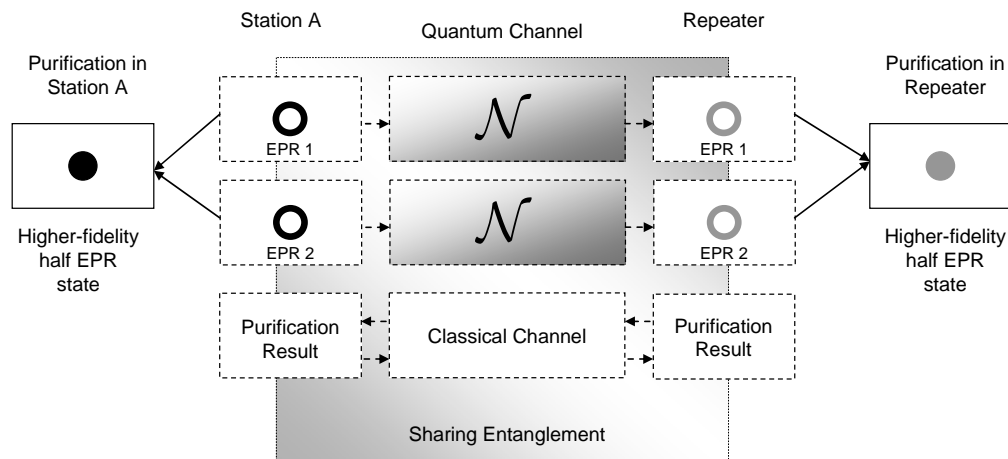 Station A
Quantum Channel
Repeater
Purification in
Station A
Purification in
Repeater
𝒩
EPR 1
EPR 1
𝒩
EPR 2
EPR 2
Higher-fidelity
half EPR
state
Higher-fidelity
half EPR
state
Purification
Result
Classical Channel
Purification
Result
Sharing Entanglement